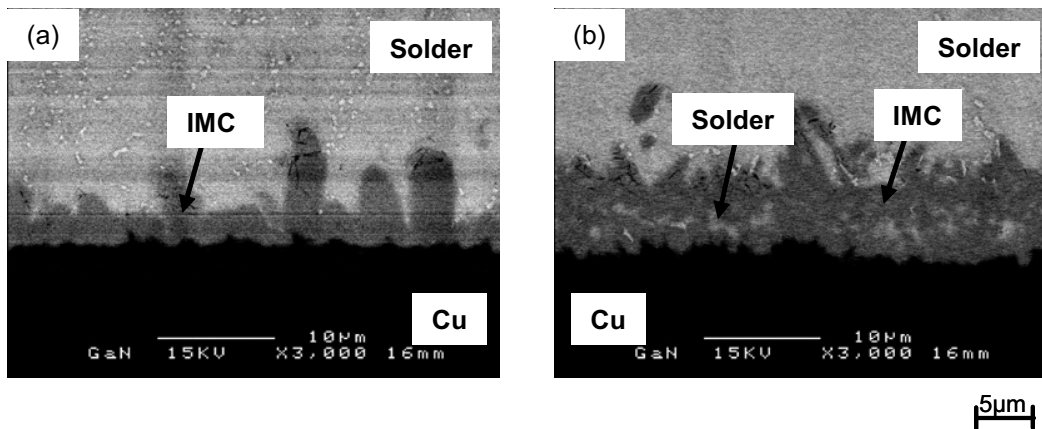 (a)
Solder
IMC
Cu
10μm
GaN 15KV X3,000 16mm
(b)
Solder
Solder
IMC
Cu
10μm
GaN 15KV X3,000 16mm
5μm